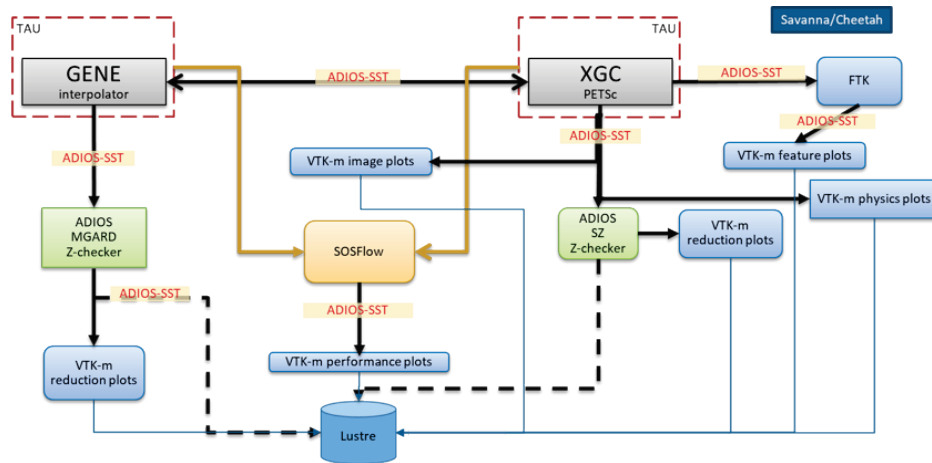 TAU
TAU
Savanna/Cheetah
GENE
interpolator
ADIOS-SST
XGC
PETSc
ADIOS-SST
FTK
ADIOS-SST
ADIOS-SST
ADIOS-SST
VTK-m image plots
VTK-m feature plots
VTK-m physics plots
ADIOS
MGARD
Z-checker
SOSFlow
ADIOS
SZ
Z-checker
VTK-m
reduction plots
ADIOS-SST
ADIOS-SST
VTK-m
reduction plots
VTK-m performance plots
Lustre